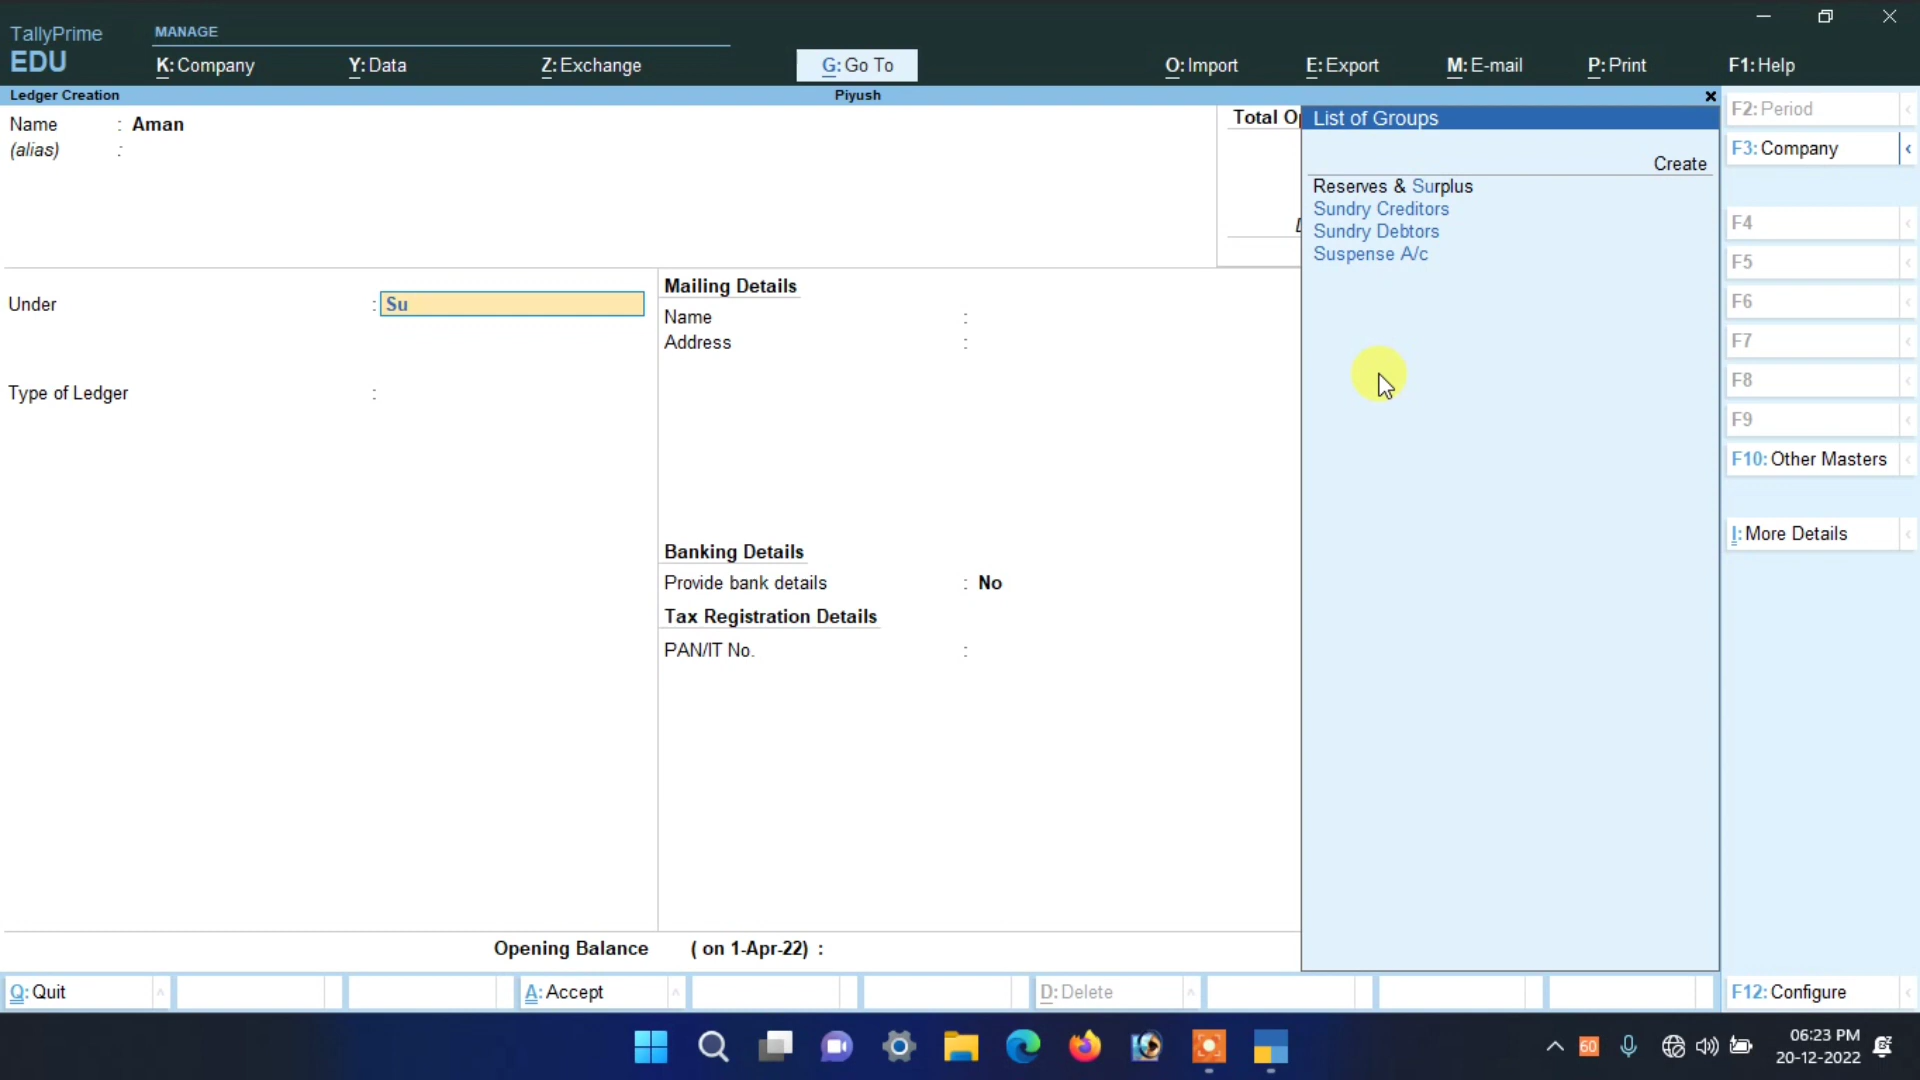 TallyPrime
EDU
MANAGE
K: Company
Y: Data
Z: Exchange
G: Go To
O: Import
E: Export
M: E-mail
P: Print
F1: Help
Ledger Creation
Piyush
Name : Aman
(alias) :
Total O
List of Groups
Create
Reserves & Surplus
Sundry Creditors
Sundry Debtors
Suspense A/c
Under : Su
Type of Ledger :
Mailing Details
Name :
Address :
Banking Details
Provide bank details : No
Tax Registration Details
PAN/IT No. :
Opening Balance ( on 1-Apr-22) :
F2: Period
F3: Company
F4
F5
F6
F7
F8
F9
F10: Other Masters
I: More Details
F12: Configure
Q: Quit
A: Accept
D: Delete
60
06:23 PM
20-12-2022